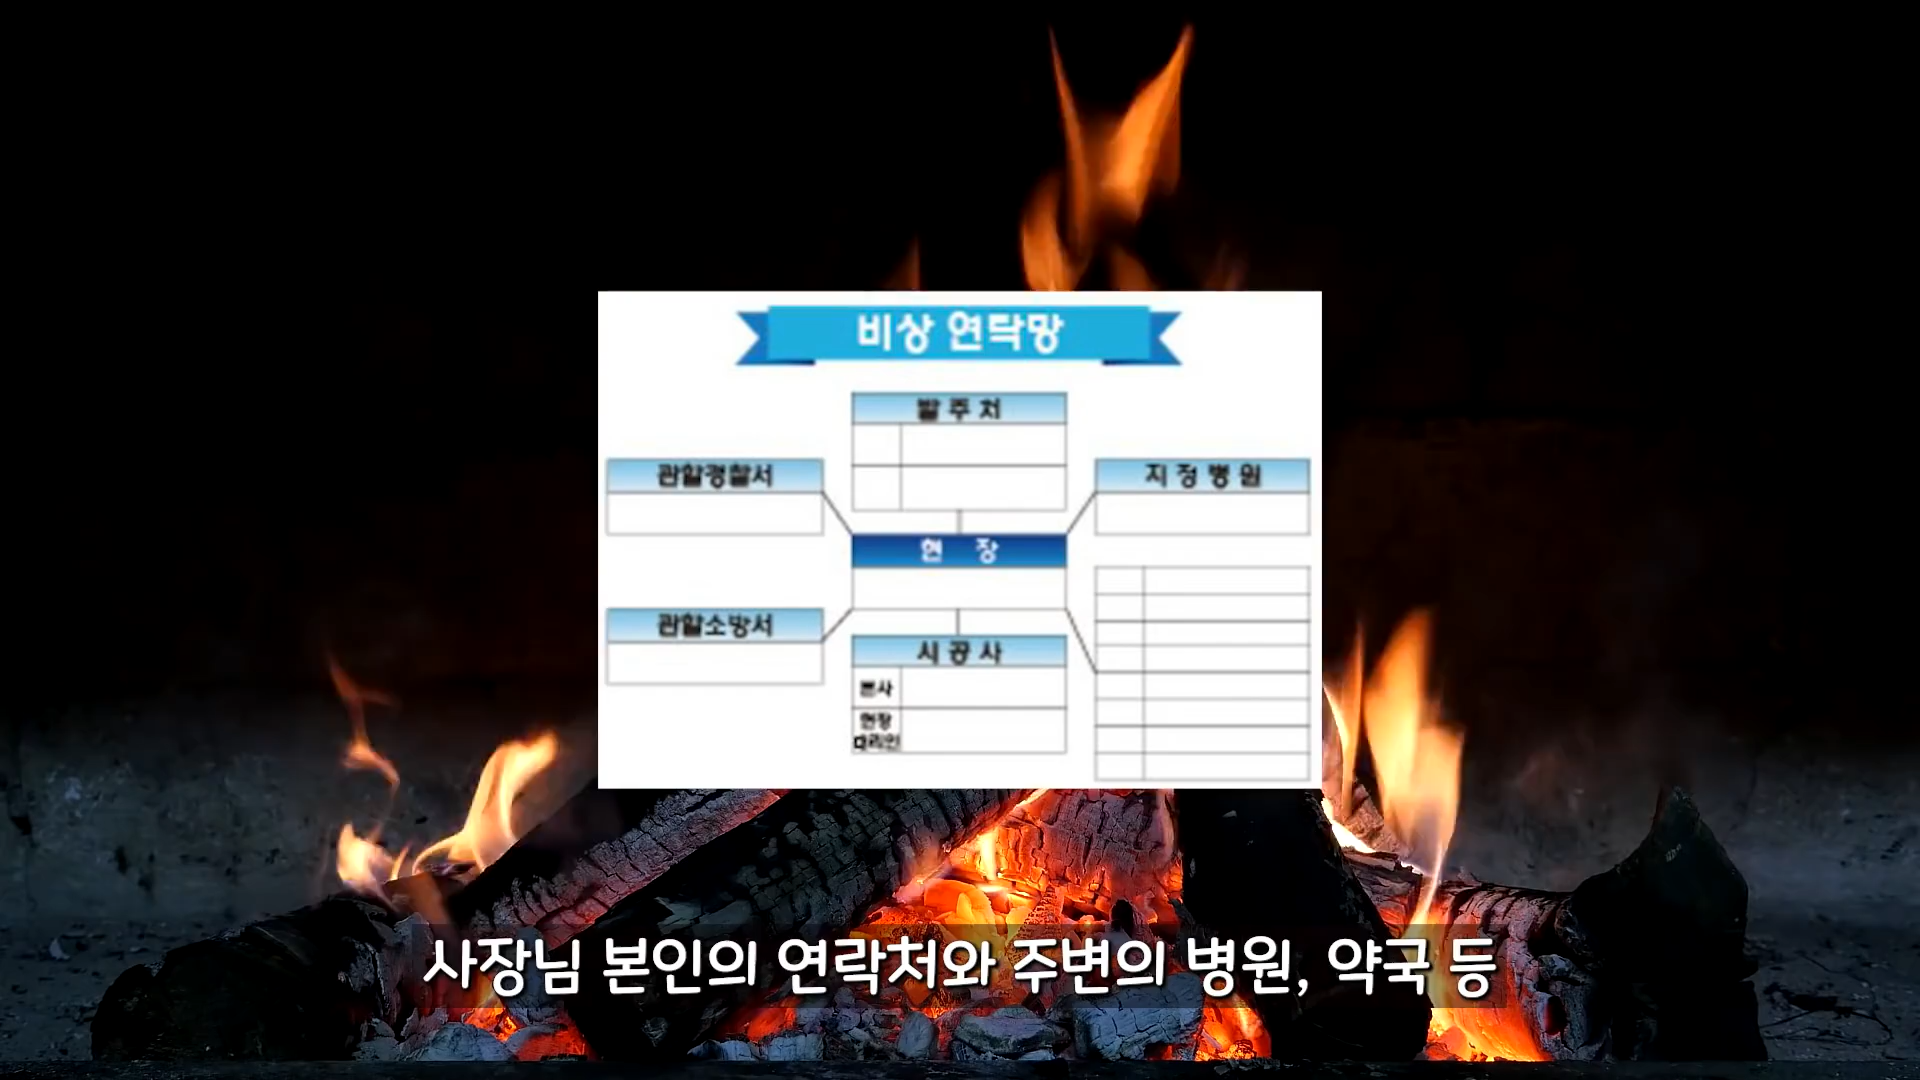 비상 연락망
발 주 처
관할경찰서
지 정 병 원
현 장
관할소방서
시 공 사
본사
현장
대리인
사장님 본인의 연락처와 주변의 병원, 약국 등